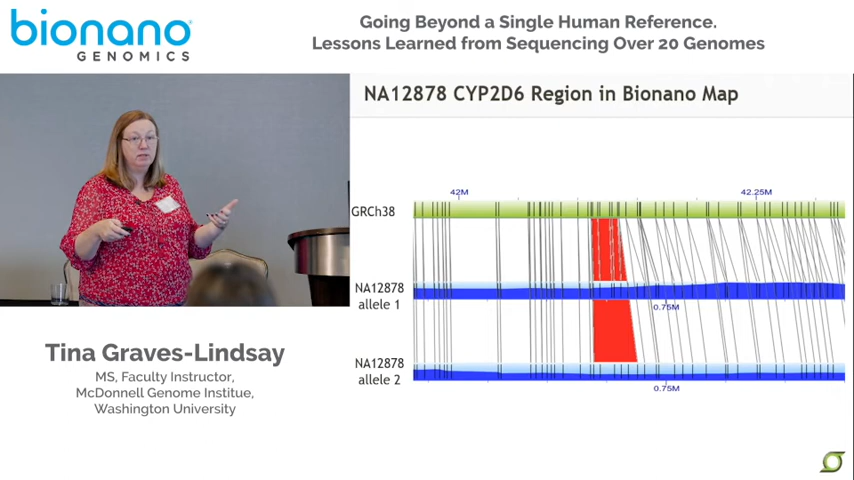 bionano
GENOMICS
Going Beyond a Single Human Reference.
Lessons Learned from Sequencing Over 20 Genomes
NA12878 CYP2D6 Region in Bionano Map
42M
42.25M
GRCh38
NA12878
allele 1
0.75M
NA12878
allele 2
0.75M
Tina Graves-Lindsay
MS, Faculty Instructor,
McDonnell Genome Institue,
Washington University